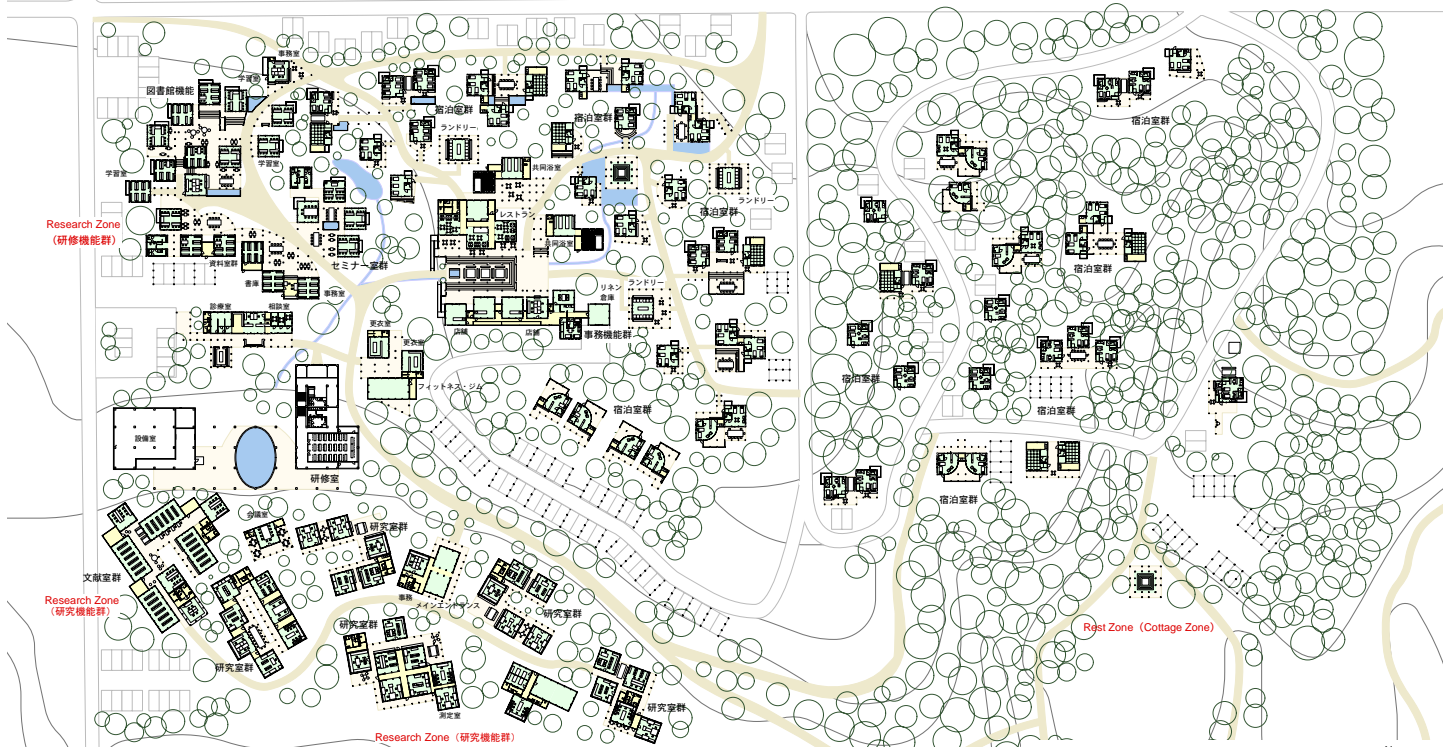 事務室
学習室
図書館機能
宿泊室群
宿泊室群
宿泊室群
ランドリー
学習室
共同浴室
学習室
ランドリー
宿泊室群
レストラン
Research Zone
（研修機能群）
共同浴室
資料室群
セミナー室群
宿泊室群
書庫
事務室
リネン
倉庫
ランドリー
診療室
相談室
更衣室
店舗
店舗
事務機能群
更衣室
フィットネス・ジム
宿泊室群
宿泊室群
宿泊室群
設備室
研修室
宿泊室群
会議室
研究室群
文献室群
Research Zone
（研究機能群）
事務
メインエントランス
研究室群
研究室群
Rest Zone（Cottage Zone）
研究室群
研究室群
測定室
Research Zone（研究機能群）